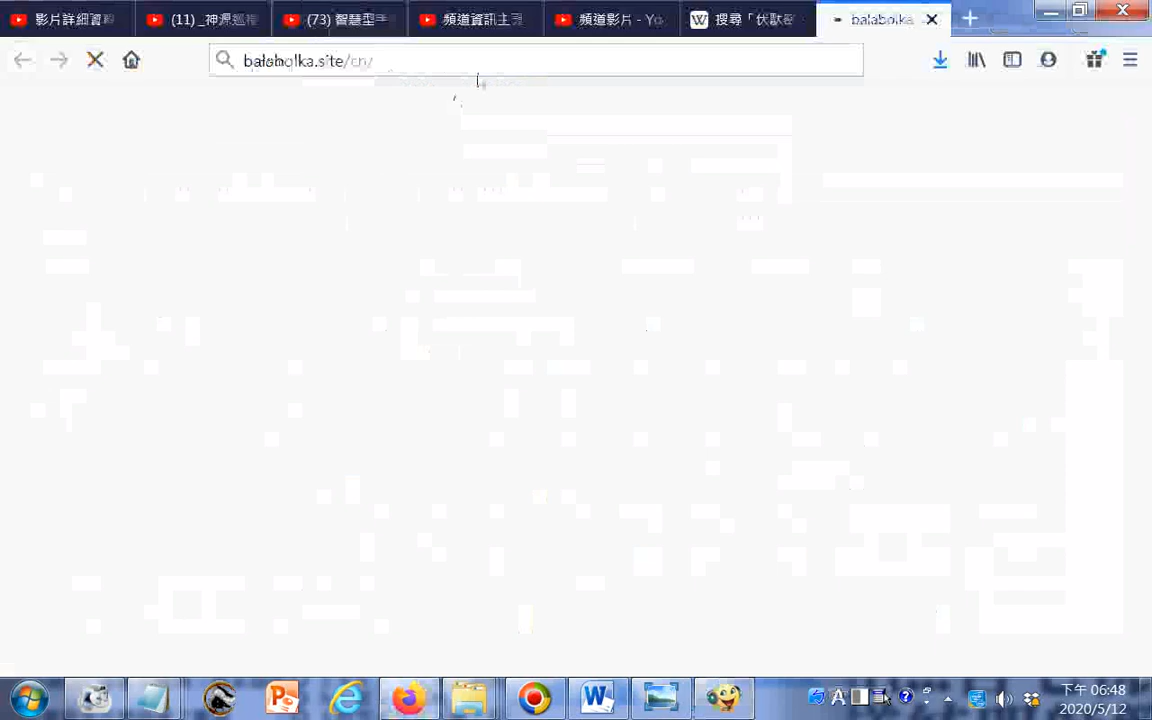 影片詳細資料
(11) _神源巡禮
(73) 智慧型手
頻道資訊主頁
頻道影片 - Yo
搜尋「伏歌
balabolka
balabolka.site/cn/
下午 06:48
2020/5/12